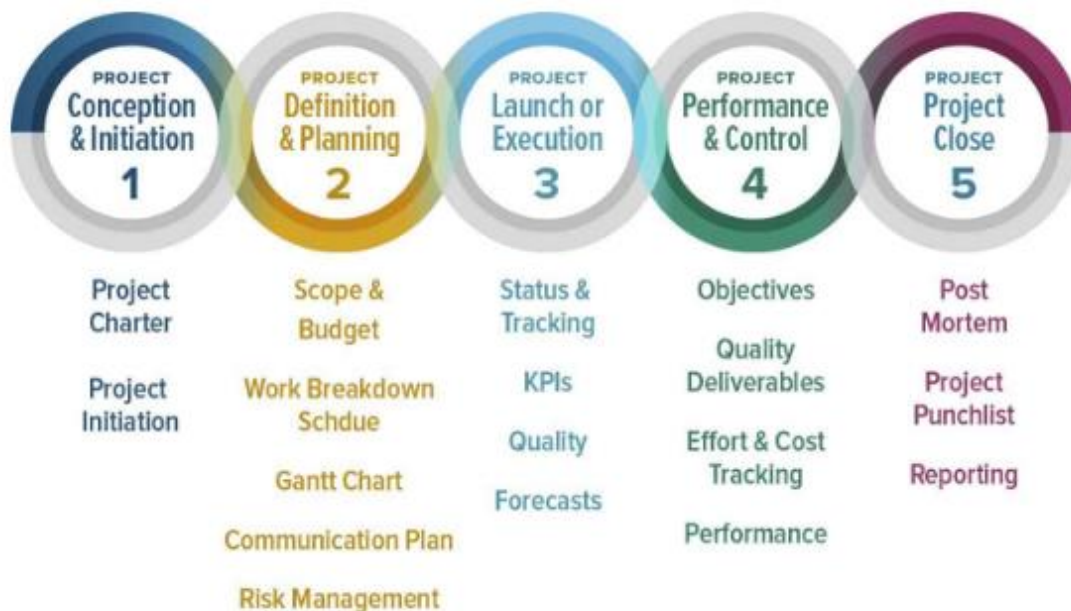 PROJECT
Conception
& Initiation
1
PROJECT
Definition
& Planning
2
PROJECT
Launch or
Execution
3
PROJECT
Performance
& Control
4
PROJECT
Project
Close
5
Project
Charter
Project
Initiation
Scope &
Budget
Work Breakdown
Schdue
Gantt Chart
Communication Plan
Risk Management
Status &
Tracking
KPIs
Quality
Forecasts
Objectives
Quality
Deliverables
Effort & Cost
Tracking
Performance
Post
Mortem
Project
Punchlist
Reporting